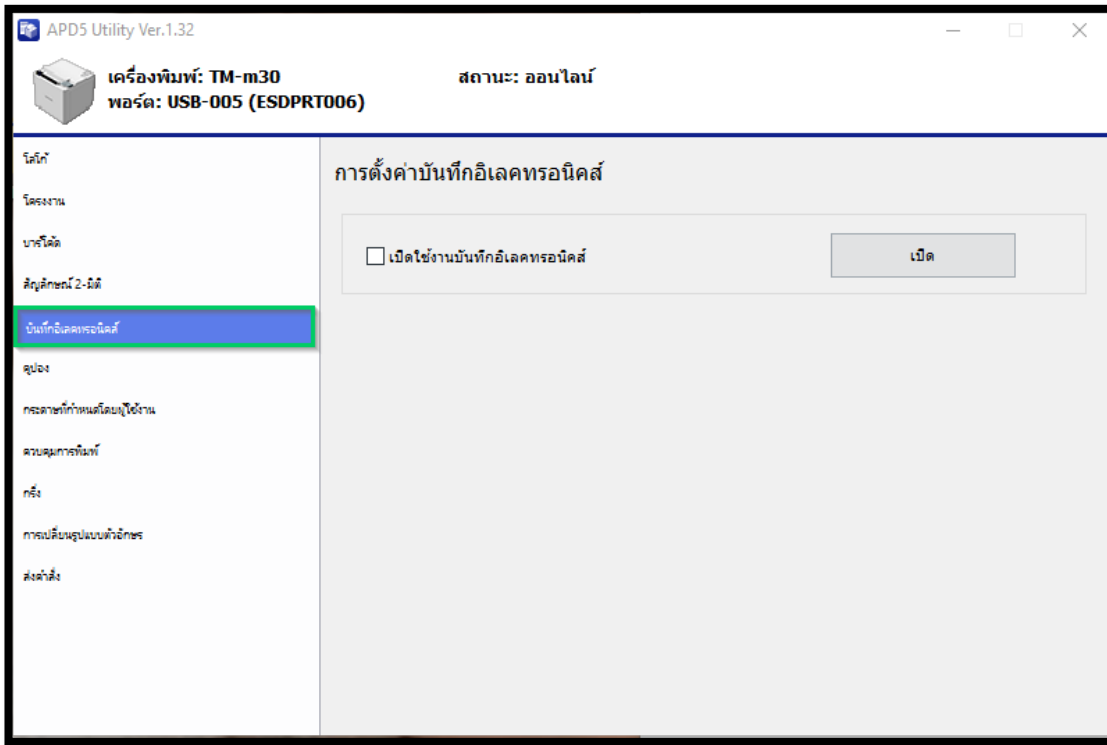 APD5 Utility Ver.1.32
เครื่องพิมพ์: TM-m30
สถานะ: ออนไลน์
พอร์ต: USB-005 (ESDPRT006)
โลโก้
โครงงาน
บาร์โค้ด
สัญลักษณ์ 2-มิติ
บันทึกอิเลคทรอนิคส์
คูปอง
กระดาษที่กำหนดโดยผู้ใช้งาน
ควบคุมการพิมพ์
กริ่ง
การเปลี่ยนรูปแบบตัวอักษร
ส่งคำสั่ง
การตั้งค่าบันทึกอิเลคทรอนิคส์
เปิดใช้งานบันทึกอิเลคทรอนิคส์
เปิด